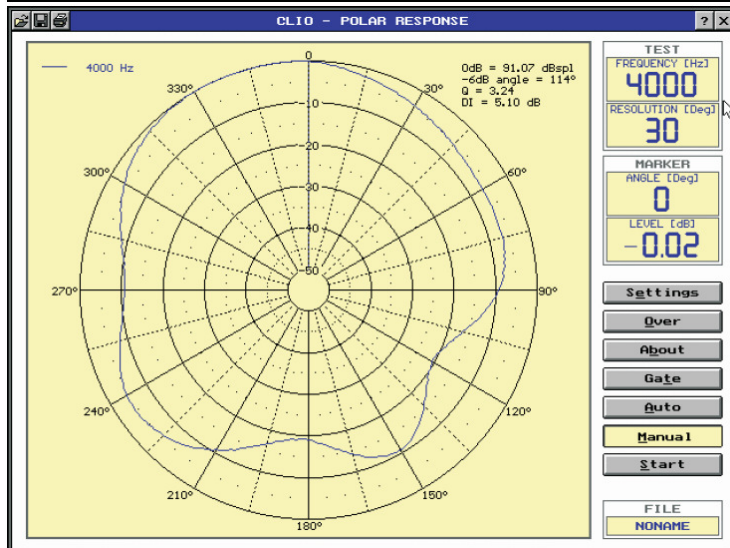 CLIO - POLAR RESPONSE
? ×
4000 Hz
0dB = 91.07 dBspl
-6dB angle = 114°
Q = 3.24
DI = 5.10 dB
0
30°
60°
90°
120°
150°
180°
210°
240°
270°
300°
330°
-10
-20
-30
-40
-50
TEST
FREQUENCY [Hz]
4000
RESOLUTION [Deg]
30
MARKER
ANGLE [Deg]
0
LEVEL [dB]
-0.02
Settings
Over
About
Gate
Auto
Manual
Start
FILE
NONAME